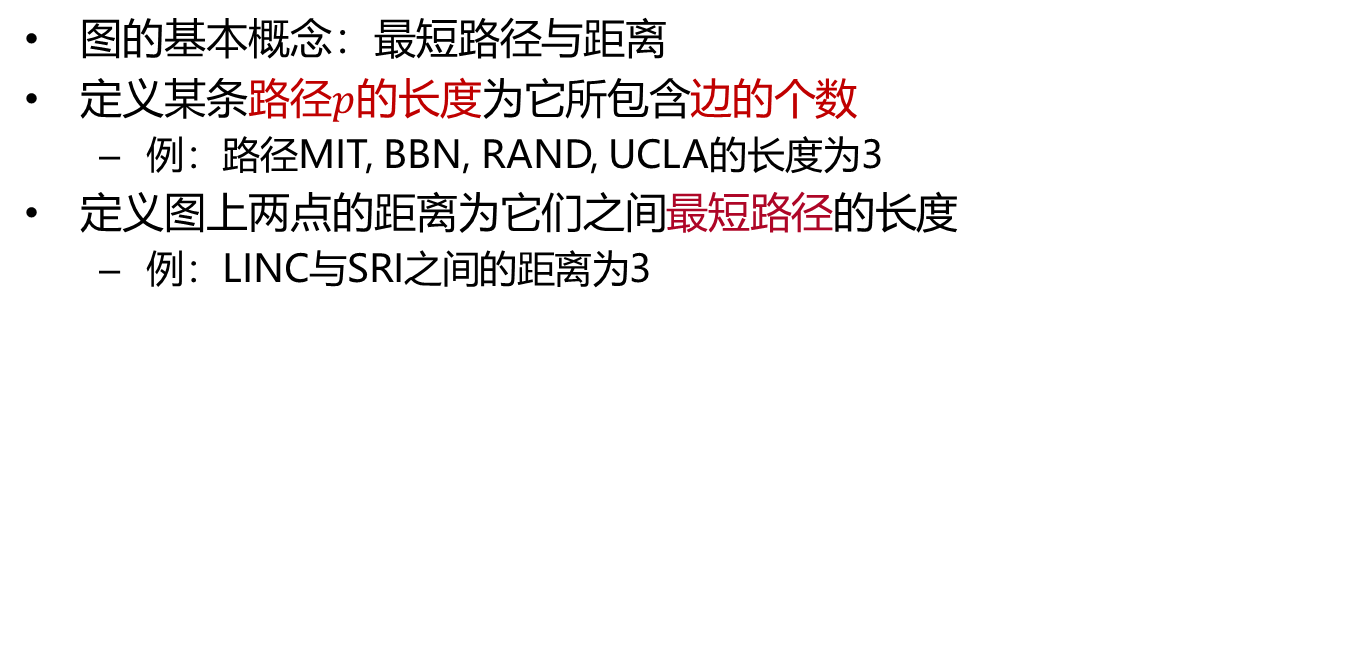 • 图的基本概念：最短路径与距离
• 定义某条路径p的长度为它所包含边的个数
– 例：路径MIT, BBN, RAND, UCLA的长度为3
• 定义图上两点的距离为它们之间最短路径的长度
– 例：LINC与SRI之间的距离为3